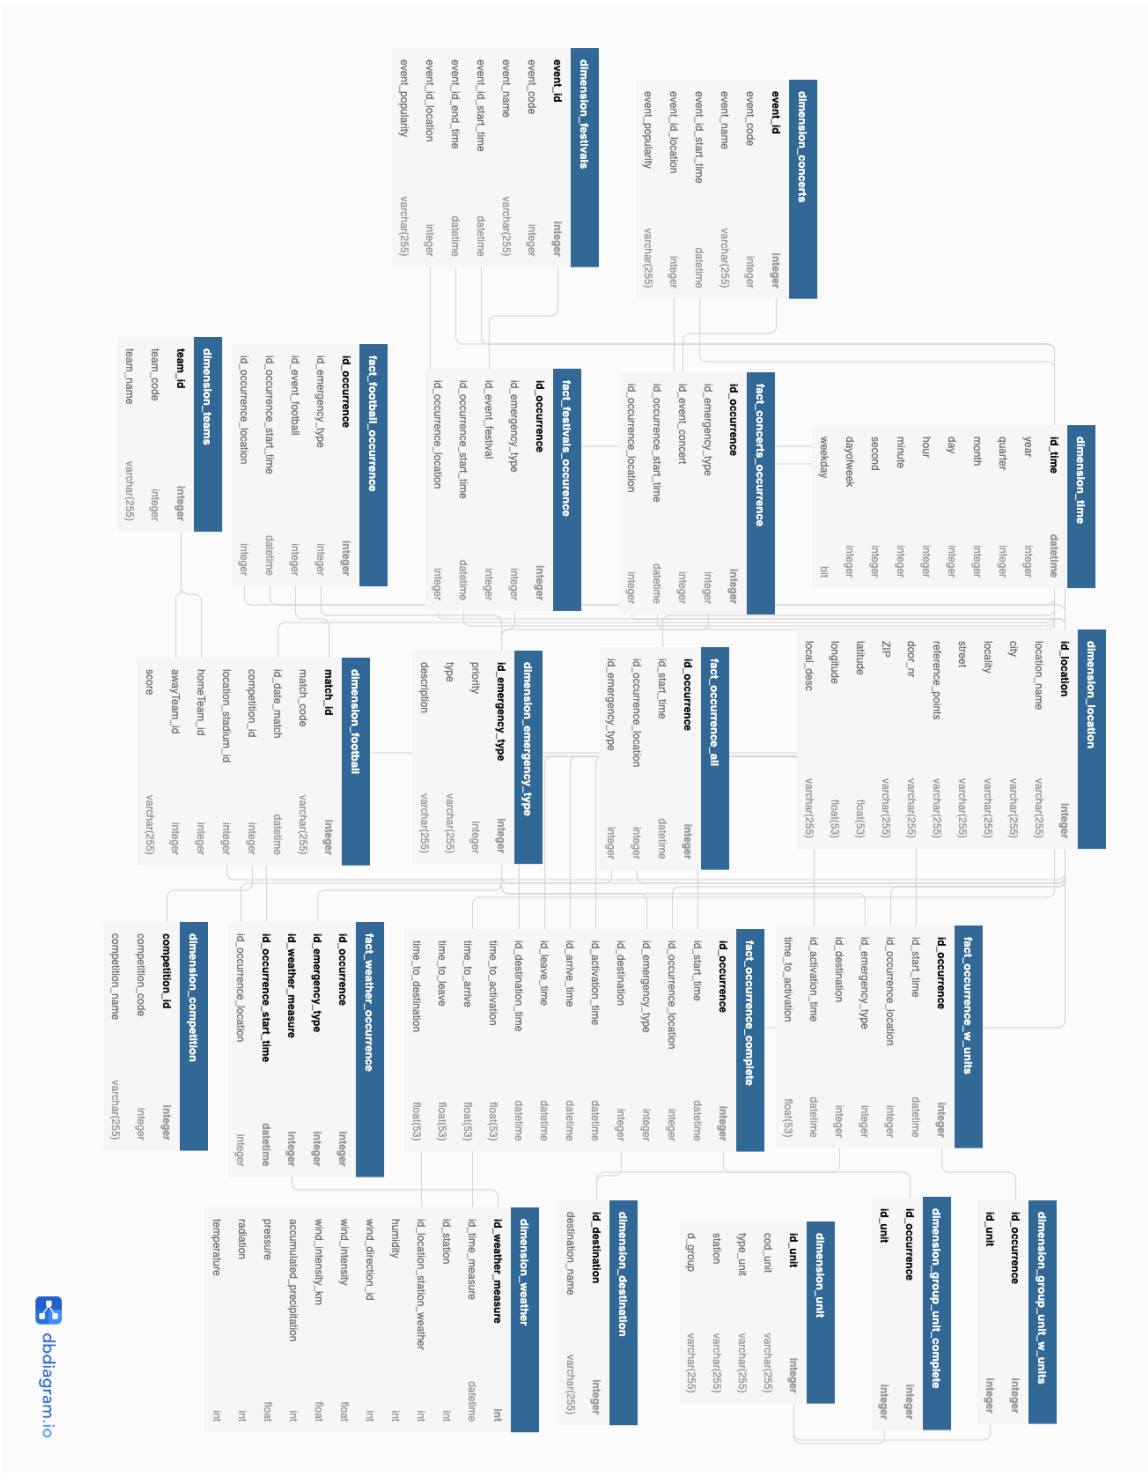 dimension_festivals
event_id integer
event_code integer
event_name varchar(255)
event_id_start_time datetime
event_id_end_time datetime
event_id_location integer
event_popularity varchar(255)
dimension_concerts
event_id integer
event_code integer
event_name varchar(255)
event_id_start_time datetime
event_id_location integer
event_popularity varchar(255)
dimension_teams
team_id integer
team_code integer
team_name varchar(255)
fact_football_occurrence
id_occurrence integer
id_emergency_type integer
id_event_football integer
id_occurrence_start_time datetime
id_occurrence_location integer
fact_festivals_occurence
id_occurrence integer
id_emergency_type integer
id_event_festival integer
id_occurrence_start_time datetime
id_occurrence_location integer
fact_concerts_occurrence
id_occurrence integer
id_emergency_type integer
id_event_concert integer
id_occurrence_start_time datetime
id_occurrence_location integer
dimension_time
id_time datetime
year integer
quarter integer
month integer
day integer
hour integer
minute integer
second integer
dayofweek integer
weekday bit
dimension_football
match_id integer
match_code varchar(255)
id_date_match datetime
competition_id integer
location_stadium_id integer
homeTeam_id integer
awayTeam_id integer
score varchar(255)
dimension_emergency_type
id_emergency_type integer
priority integer
type varchar(255)
description varchar(255)
fact_occurrence_all
id_occurrence integer
id_start_time datetime
id_occurrence_location integer
id_emergency_type integer
dimension_location
id_location integer
location_name varchar(255)
city varchar(255)
locality varchar(255)
street varchar(255)
reference_points varchar(255)
door_nr varchar(255)
ZIP varchar(255)
latitude float(53)
longitude float(53)
local_desc varchar(255)
dimension_competition
competition_id integer
competition_code integer
competition_name varchar(255)
fact_weather_occurrence
id_occurrence integer
id_emergency_type integer
id_weather_measure integer
id_occurrence_start_time datetime
id_occurrence_location integer
fact_occurrence_complete
id_occurrence integer
id_start_time datetime
id_occurrence_location integer
id_emergency_type integer
id_destination integer
id_activation_time datetime
id_arrive_time datetime
id_leave_time datetime
id_destination_time datetime
time_to_activation float(53)
time_to_arrive float(53)
time_to_leave float(53)
time_to_destination float(53)
fact_occurrence_w_units
id_occurrence integer
id_start_time datetime
id_occurrence_location integer
id_emergency_type integer
id_destination integer
id_activation_time datetime
time_to_activation float(53)
dimension_weather
id_weather_measure int
id_time_measure datetime
id_station int
id_location_station_weather int
humidity int
wind_direction_id int
wind_intensity float
wind_intensity_km float
accumulated_precipitation int
pressure float
radiation int
temperature int
dimension_destination
id_destination integer
destination_name varchar(255)
dimension_unit
id_unit integer
cod_unit varchar(255)
type_unit varchar(255)
station varchar(255)
d_group varchar(255)
dimension_group_unit_complete
id_occurrence integer
id_unit integer
dimension_group_unit_w_units
id_occurrence integer
id_unit integer
dbdiagram.io